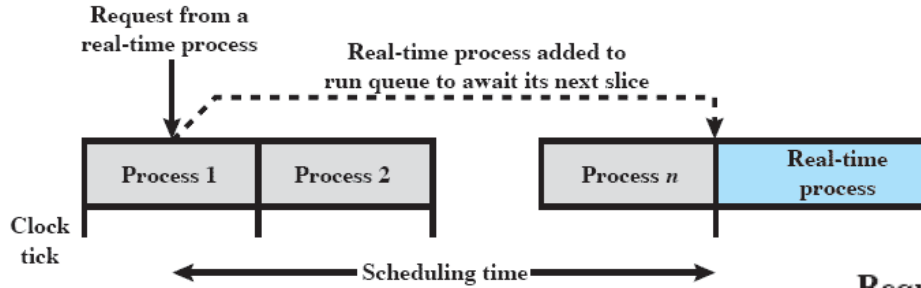 Request from a
real-time process
Real-time process added to
run queue to await its next slice
Process 1
Process 2
Process n
Real-time
process
Clock
tick
Scheduling time